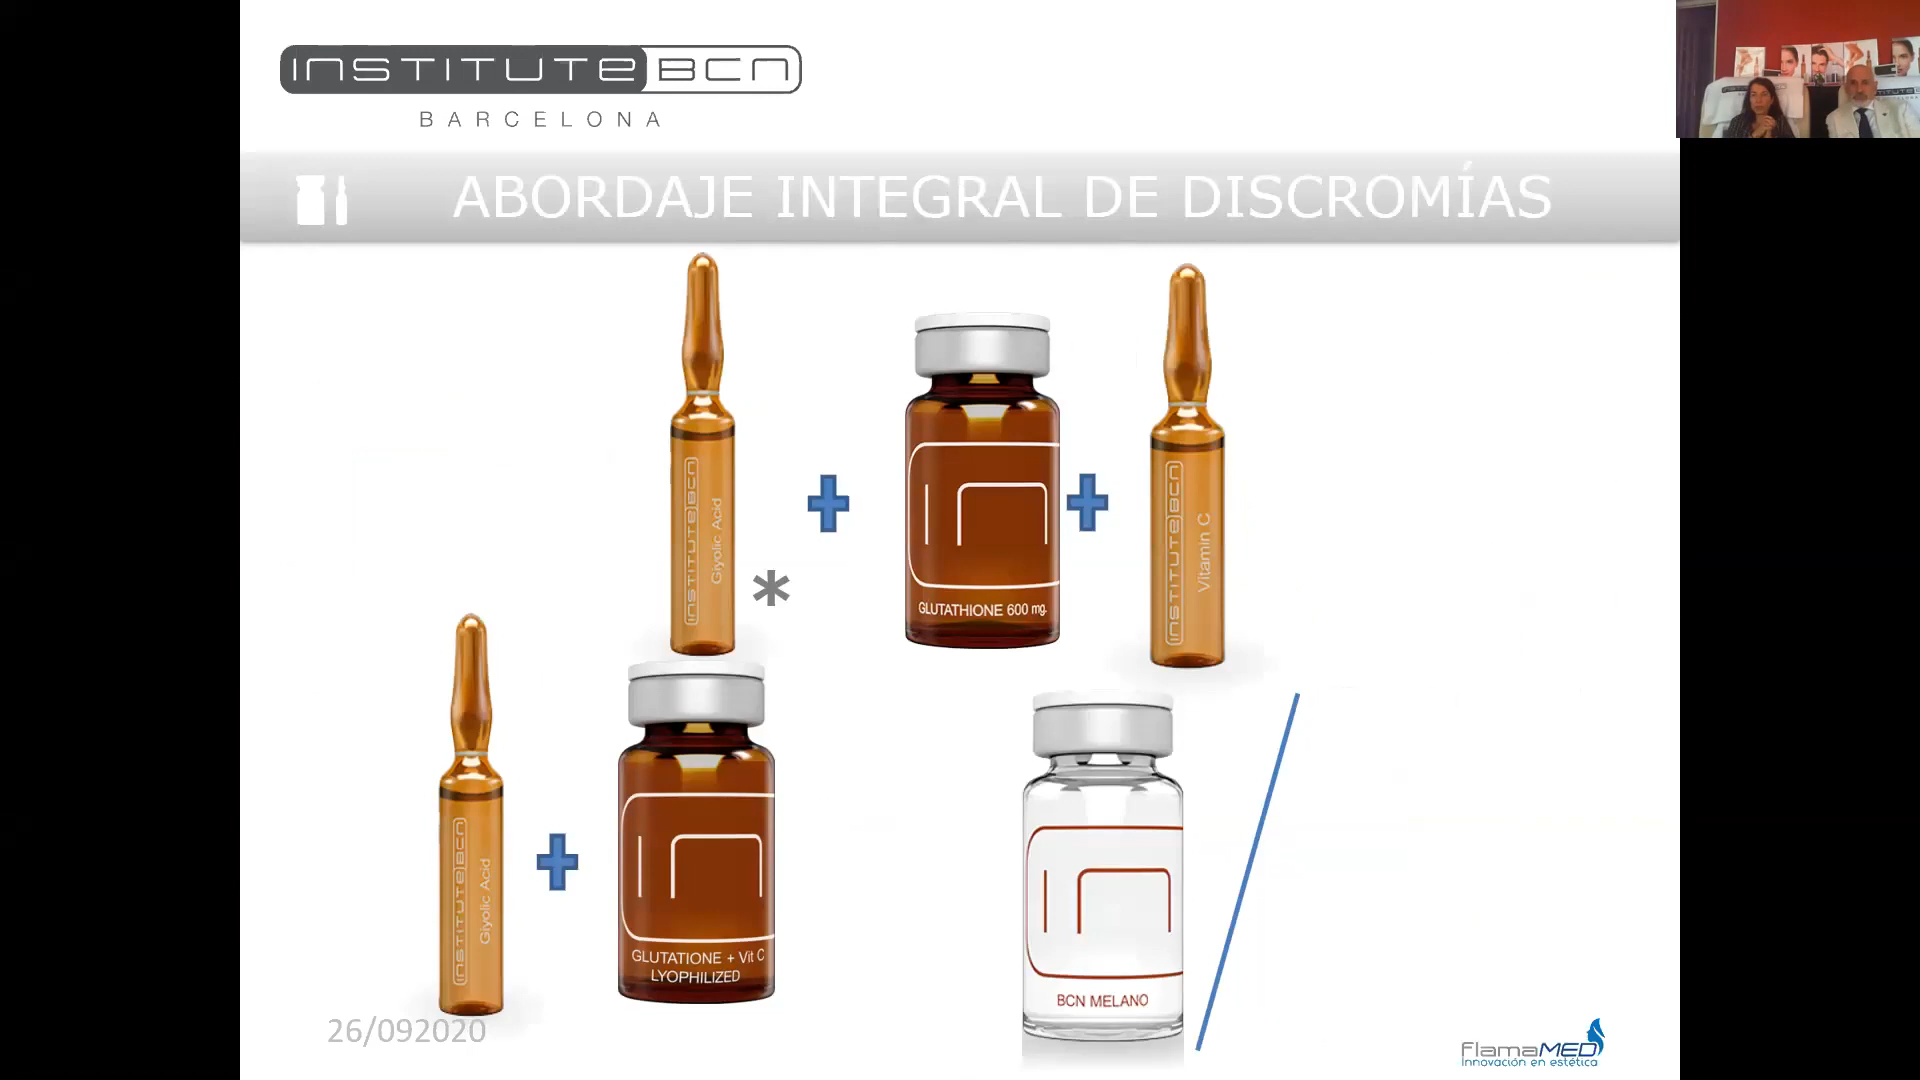 INSTITUTE BCN
BARCELONA
ABORDAJE INTEGRAL DE DISCROMÍAS
INSTITUTE BCN
Glyolic Acid
*
GLUTATHIONE 600 mg.
INSTITUTE BCN
Vitamin C
INSTITUTE BCN
Glyolic Acid
GLUTATIONE + Vit C
LYOPHILIZED
BCN MELANO
26/092020
FlamaMED
Innovación en estética